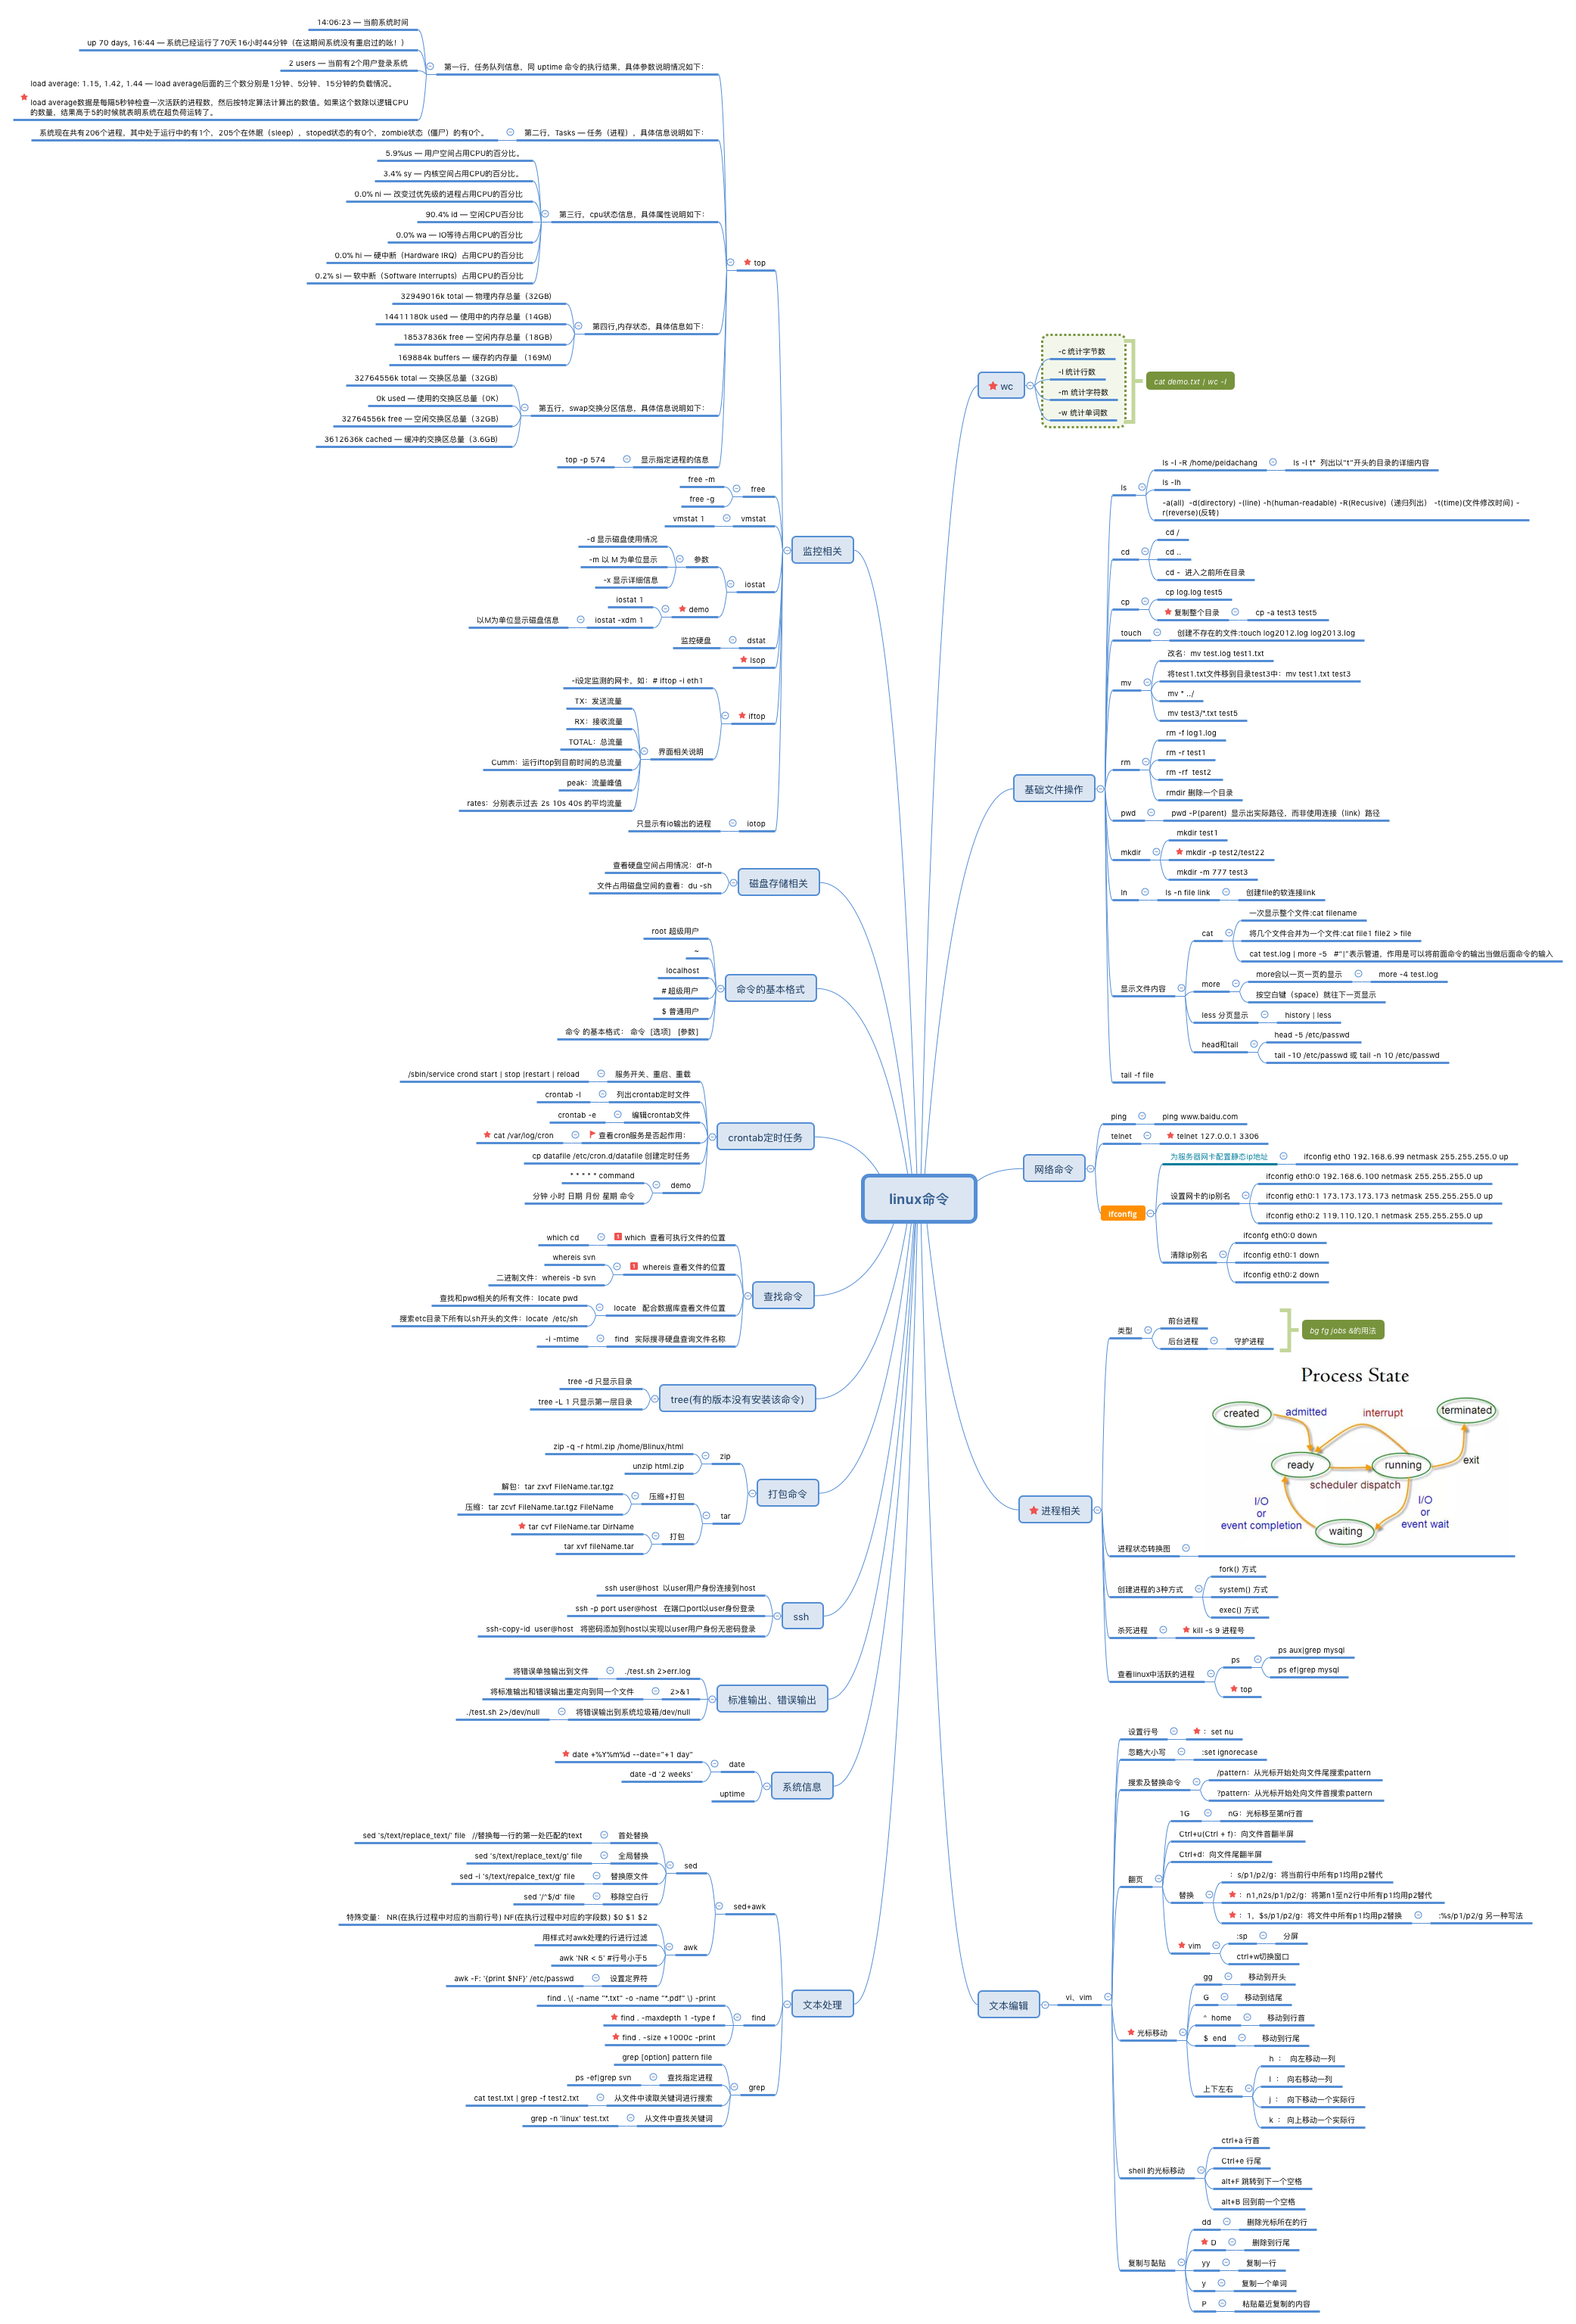 linux命令
wc
-c 统计字节数
-l 统计行数
-m 统计字符数
-w 统计单词数
cat demo.txt | wc -l
基础文件操作
ls
ls -l -R /home/peidachang
ls -l t* 列出以"t"开头的目录的详细内容
ls -lh
-a(all) -d(directory) -(line) -h(human-readable) -R(Recusive)（递归列出） -t(time)(文件修改时间) -
r(reverse)(反转)
cd
cd /
cd ..
cd - 进入之前所在目录
cp
cp log.log test5
复制整个目录
cp -a test3 test5
touch
创建不存在的文件:touch log2012.log log2013.log
mv
改名：mv test.log test1.txt
将test1.txt文件移到目录test3中：mv test1.txt test3
mv * ../
mv test3/*.txt test5
rm
rm -f log1.log
rm -r test1
rm -rf test2
rmdir 删除一个目录
pwd
pwd -P(parent) 显示出实际路径，而非使用连接（link）路径
mkdir
mkdir test1
mkdir -p test2/test22
mkdir -m 777 test3
ln
ls -n file link
创建file的软连接link
显示文件内容
cat
一次显示整个文件:cat filename
将几个文件合并为一个文件:cat file1 file2 > file
cat test.log | more -5 #"|"表示管道，作用是可以将前面命令的输出当做后面命令的输入
more
more会以一页一页的显示
more -4 test.log
按空白键（space）就往下一页显示
less 分页显示
history | less
head和tail
head -5 /etc/passwd
tail -10 /etc/passwd 或 tail -n 10 /etc/passwd
tail -f file
网络命令
ping
ping www.baidu.com
telnet
telnet 127.0.0.1 3306
ifconfig
为服务器网卡配置静态ip地址
ifconfig eth0 192.168.6.99 netmask 255.255.255.0 up
设置网卡的ip别名
ifconfig eth0:0 192.168.6.100 netmask 255.255.255.0 up
ifconfig eth0:1 173.173.173.173 netmask 255.255.255.0 up
ifconfig eth0:2 119.110.120.1 netmask 255.255.255.0 up
清除ip别名
ifconfg eth0:0 down
ifconfig eth0:1 down
ifconfig eth0:2 down
进程相关
类型
前台进程
后台进程
守护进程
bg fg jobs &的用法
进程状态转换图
Process State
created
admitted
interrupt
terminated
ready
running
exit
scheduler dispatch
I/O
or
event completion
I/O
or
event wait
waiting
创建进程的3种方式
fork() 方式
system() 方式
exec() 方式
杀死进程
kill -s 9 进程号
查看linux中活跃的进程
ps
ps aux|grep mysql
ps ef|grep mysql
top
文本编辑
vi、vim
设置行号
：set nu
忽略大小写
:set ignorecase
搜索及替换命令
/pattern：从光标开始处向文件尾搜索pattern
?pattern：从光标开始处向文件首搜索pattern
翻页
1G
nG：光标移至第n行首
Ctrl+u(Ctrl + f)：向文件首翻半屏
Ctrl+d：向文件尾翻半屏
替换
：s/p1/p2/g：将当前行中所有p1均用p2替代
：n1,n2s/p1/p2/g：将第n1至n2行中所有p1均用p2替代
：1，$s/p1/p2/g：将文件中所有p1均用p2替换
:%s/p1/p2/g 另一种写法
vim
:sp
分屏
ctrl+w切换窗口
光标移动
gg
移动到开头
G
移动到结尾
^ home
移动到行首
$ end
移动到行尾
上下左右
h ： 向左移动一列
l ： 向右移动一列
j ： 向下移动一个实际行
k ： 向上移动一个实际行
shell 的光标移动
ctrl+a 行首
Ctrl+e 行尾
alt+F 跳转到下一个空格
alt+B 回到前一个空格
复制与黏贴
dd
删除光标所在的行
D
删除到行尾
yy
复制一行
y
复制一个单词
P
粘贴最近复制的内容
监控相关
top
第一行，任务队列信息，同 uptime 命令的执行结果，具体参数说明情况如下：
14:06:23 — 当前系统时间
up 70 days, 16:44 — 系统已经运行了70天16小时44分钟（在这期间系统没有重启过的吆！）
2 users — 当前有2个用户登录系统
load average: 1.15, 1.42, 1.44 — load average后面的三个数分别是1分钟、5分钟、15分钟的负载情况。
load average数据是每隔5秒钟检查一次活跃的进程数，然后按特定算法计算出的数值。如果这个数除以逻辑CPU
的数量，结果高于5的时候就表明系统在超负荷运转了。
第二行，Tasks — 任务（进程），具体信息说明如下：
系统现在共有206个进程，其中处于运行中的有1个，205个在休眠（sleep），stoped状态的有0个，zombie状态（僵尸）的有0个。
第三行，cpu状态信息，具体属性说明如下：
5.9%us — 用户空间占用CPU的百分比。
3.4% sy — 内核空间占用CPU的百分比。
0.0% ni — 改变过优先级的进程占用CPU的百分比
90.4% id — 空闲CPU百分比
0.0% wa — IO等待占用CPU的百分比
0.0% hi — 硬中断（Hardware IRQ）占用CPU的百分比
0.2% si — 软中断（Software Interrupts）占用CPU的百分比
第四行,内存状态，具体信息如下：
32949016k total — 物理内存总量（32GB）
14411180k used — 使用中的内存总量（14GB）
18537836k free — 空闲内存总量（18GB）
169884k buffers — 缓存的内存量 （169M）
第五行，swap交换分区信息，具体信息说明如下：
32764556k total — 交换区总量（32GB）
0k used — 使用的交换区总量（0K）
32764556k free — 空闲交换区总量（32GB）
3612636k cached — 缓冲的交换区总量（3.6GB）
显示指定进程的信息
top -p 574
free
free -m
free -g
vmstat
vmstat 1
iostat
参数
-d 显示磁盘使用情况
-m 以 M 为单位显示
-x 显示详细信息
demo
iostat 1
iostat -xdm 1
以M为单位显示磁盘信息
dstat
监控硬盘
lsop
iftop
-i设定监测的网卡，如：# iftop -i eth1
界面相关说明
TX：发送流量
RX：接收流量
TOTAL：总流量
Cumm：运行iftop到目前时间的总流量
peak：流量峰值
rates：分别表示过去 2s 10s 40s 的平均流量
iotop
只显示有io输出的进程
磁盘存储相关
查看硬盘空间占用情况：df-h
文件占用磁盘空间的查看：du -sh
命令的基本格式
root 超级用户
~
localhost
# 超级用户
$ 普通用户
命令 的基本格式： 命令 [选项] [参数]
crontab定时任务
服务开关、重启、重载
/sbin/service crond start | stop |restart | reload
列出crontab定时文件
crontab -l
编辑crontab文件
crontab -e
查看cron服务是否起作用：
cat /var/log/cron
cp datafile /etc/cron.d/datafile 创建定时任务
demo
* * * * * command
分钟 小时 日期 月份 星期 命令
查找命令
which 查看可执行文件的位置
which cd
whereis 查看文件的位置
whereis svn
二进制文件：whereis -b svn
locate 配合数据库查看文件位置
查找和pwd相关的所有文件：locate pwd
搜索etc目录下所有以sh开头的文件：locate /etc/sh
find 实际搜寻硬盘查询文件名称
-i -mtime
tree(有的版本没有安装该命令)
tree -d 只显示目录
tree -L 1 只显示第一层目录
打包命令
zip
zip -q -r html.zip /home/Blinux/html
unzip html.zip
tar
压缩+打包
解包：tar zxvf FileName.tar.tgz
压缩：tar zcvf FileName.tar.tgz FileName
打包
tar cvf FileName.tar DirName
tar xvf fileName.tar
ssh
ssh user@host 以user用户身份连接到host
ssh -p port user@host 在端口port以user身份登录
ssh-copy-id user@host 将密码添加到host以实现以user用户身份无密码登录
标准输出、错误输出
./test.sh 2>err.log
将错误单独输出到文件
2>&1
将标准输出和错误输出重定向到同一个文件
将错误输出到系统垃圾箱/dev/null
./test.sh 2>/dev/null
系统信息
date
date +%Y%m%d --date="+1 day"
date -d '2 weeks'
uptime
文本处理
sed+awk
sed
首处替换
sed 's/text/replace_text/' file //替换每一行的第一处匹配的text
全局替换
sed 's/text/replace_text/g' file
替换原文件
sed -i 's/text/repalce_text/g' file
移除空白行
sed '/^$/d' file
awk
特殊变量： NR(在执行过程中对应的当前行号) NF(在执行过程中对应的字段数) $0 $1 $2
用样式对awk处理的行进行过滤
awk 'NR < 5' #行号小于5
设置定界符
awk -F: '{print $NF}' /etc/passwd
find
find . \( -name "*.txt" -o -name "*.pdf" \) -print
find . -maxdepth 1 -type f
find . -size +1000c -print
grep
grep [option] pattern file
查找指定进程
ps -ef|grep svn
从文件中读取关键词进行搜索
cat test.txt | grep -f test2.txt
从文件中查找关键词
grep -n 'linux' test.txt